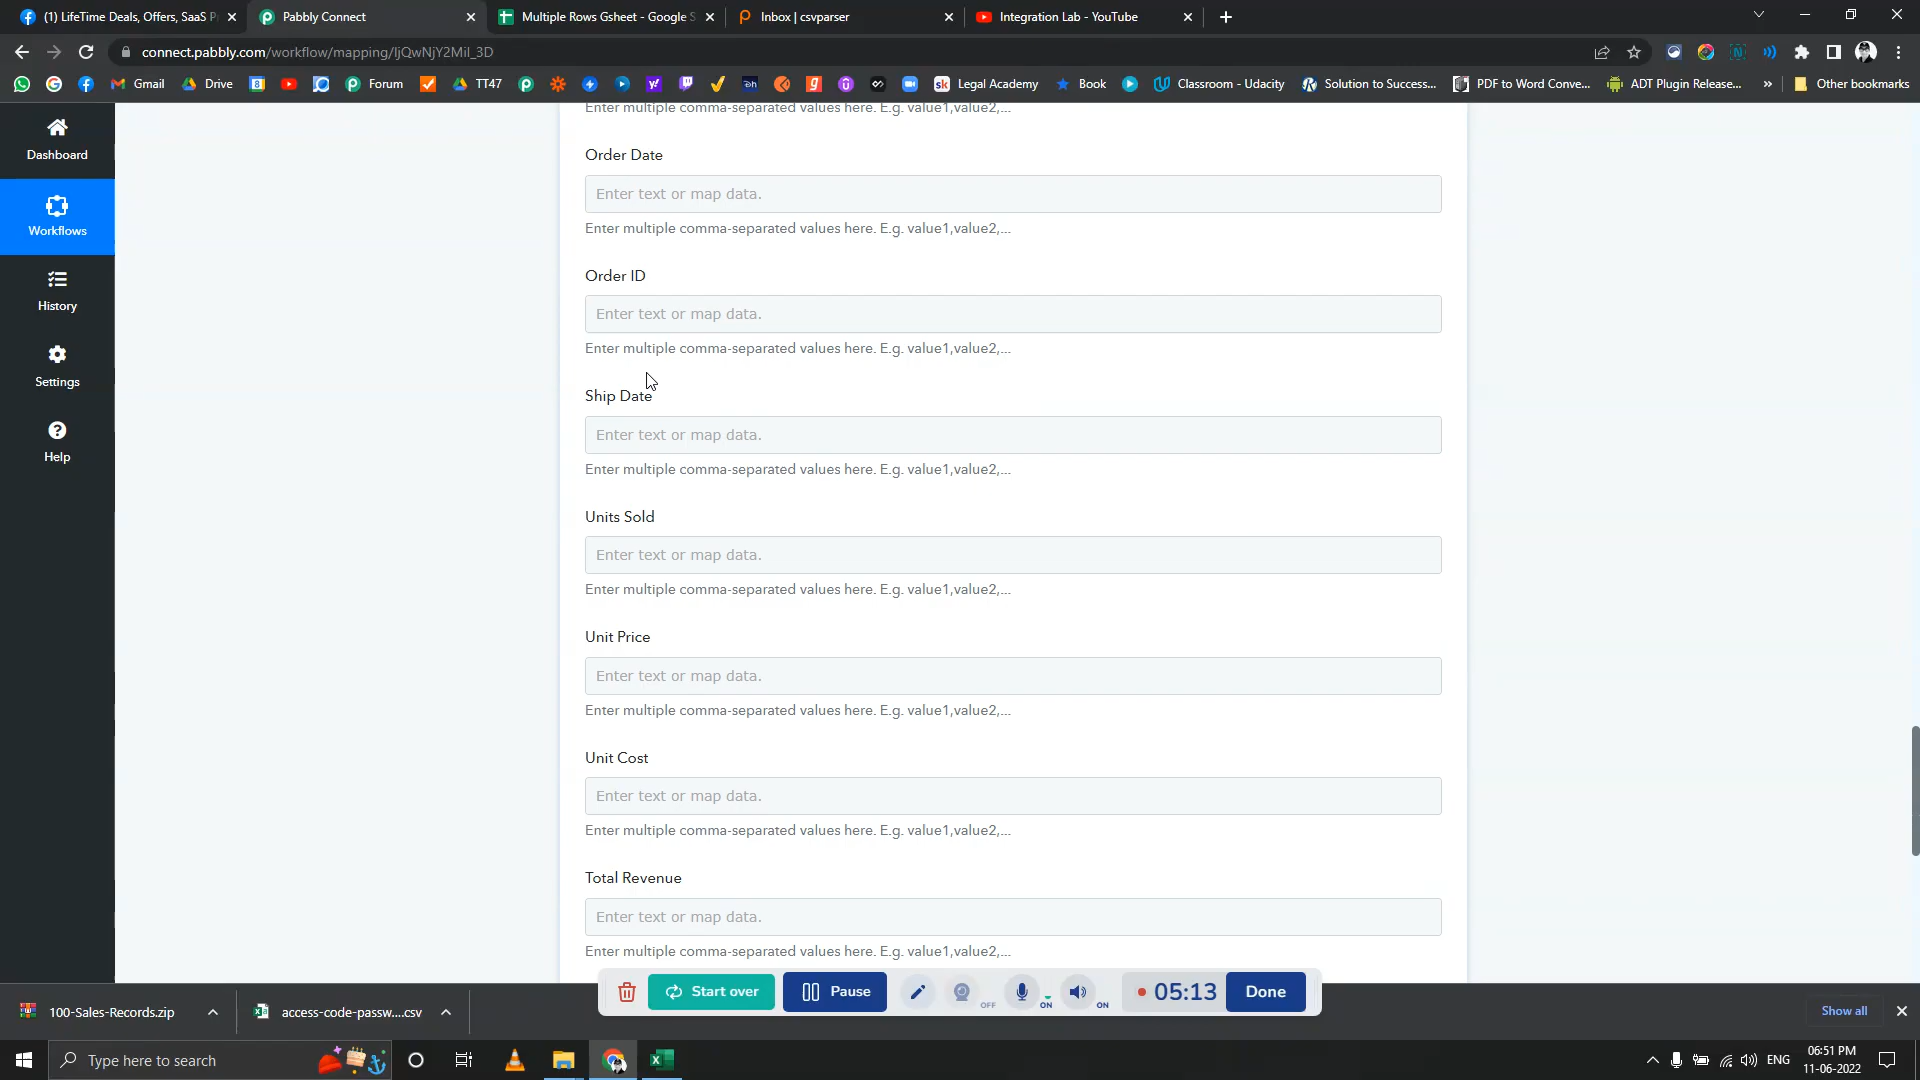 (1) LifeTime Deals, Offers, SaaS P
Pabbly Connect
Multiple Rows Gsheet - Google S
Inbox | csvparser
Integration Lab - YouTube
connect.pabbly.com/workflow/mapping/IjQwNjY2MiI_3D
Gmail
Drive
Forum
TT47
Legal Academy
Book
Classroom - Udacity
Solution to Success...
PDF to Word Conve...
ADT Plugin Release...
»
Other bookmarks
Dashboard
Workflows
History
Settings
Help
Enter multiple comma-separated values here. E.g. value1,value2,...
Order Date
Enter text or map data.
Enter multiple comma-separated values here. E.g. value1,value2,...
Order ID
Enter text or map data.
Enter multiple comma-separated values here. E.g. value1,value2,...
Ship Date
Enter text or map data.
Enter multiple comma-separated values here. E.g. value1,value2,...
Units Sold
Enter text or map data.
Enter multiple comma-separated values here. E.g. value1,value2,...
Unit Price
Enter text or map data.
Enter multiple comma-separated values here. E.g. value1,value2,...
Unit Cost
Enter text or map data.
Enter multiple comma-separated values here. E.g. value1,value2,...
Total Revenue
Enter text or map data.
Enter multiple comma-separated values here. E.g. value1,value2,...
Start over
Pause
OFF
ON
ON
05:13
Done
100-Sales-Records.zip
access-code-passw....csv
Show all
Type here to search
ENG
06:51 PM
11-06-2022